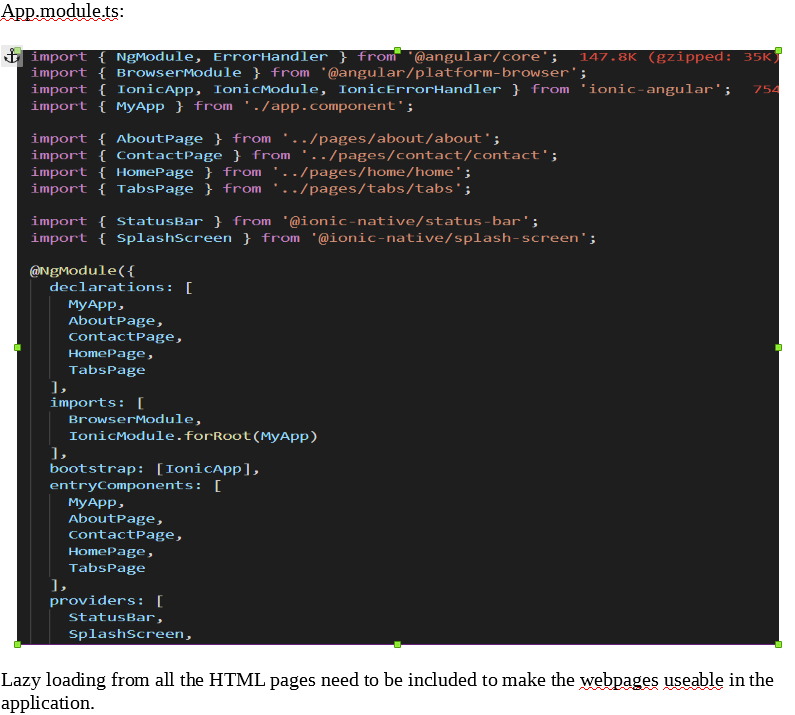 App.module.ts:
import { NgModule, ErrorHandler } from '@angular/core';  147.8K (gzipped: 35K)
import { BrowserModule } from '@angular/platform-browser';
import { IonicApp, IonicModule, IonicErrorHandler } from 'ionic-angular';  754
import { MyApp } from './app.component';
import { AboutPage } from '../pages/about/about';
import { ContactPage } from '../pages/contact/contact';
import { HomePage } from '../pages/home/home';
import { TabsPage } from '../pages/tabs/tabs';
import { StatusBar } from '@ionic-native/status-bar';
import { SplashScreen } from '@ionic-native/splash-screen';
@NgModule({
declarations: [
MyApp,
AboutPage,
ContactPage,
HomePage,
TabsPage
],
imports: [
BrowserModule,
IonicModule.forRoot(MyApp)
],
bootstrap: [IonicApp],
entryComponents: [
MyApp,
AboutPage,
ContactPage,
HomePage,
TabsPage
],
providers: [
StatusBar,
SplashScreen,
Lazy loading from all the HTML pages need to be included to make the webpages useable in the
application.